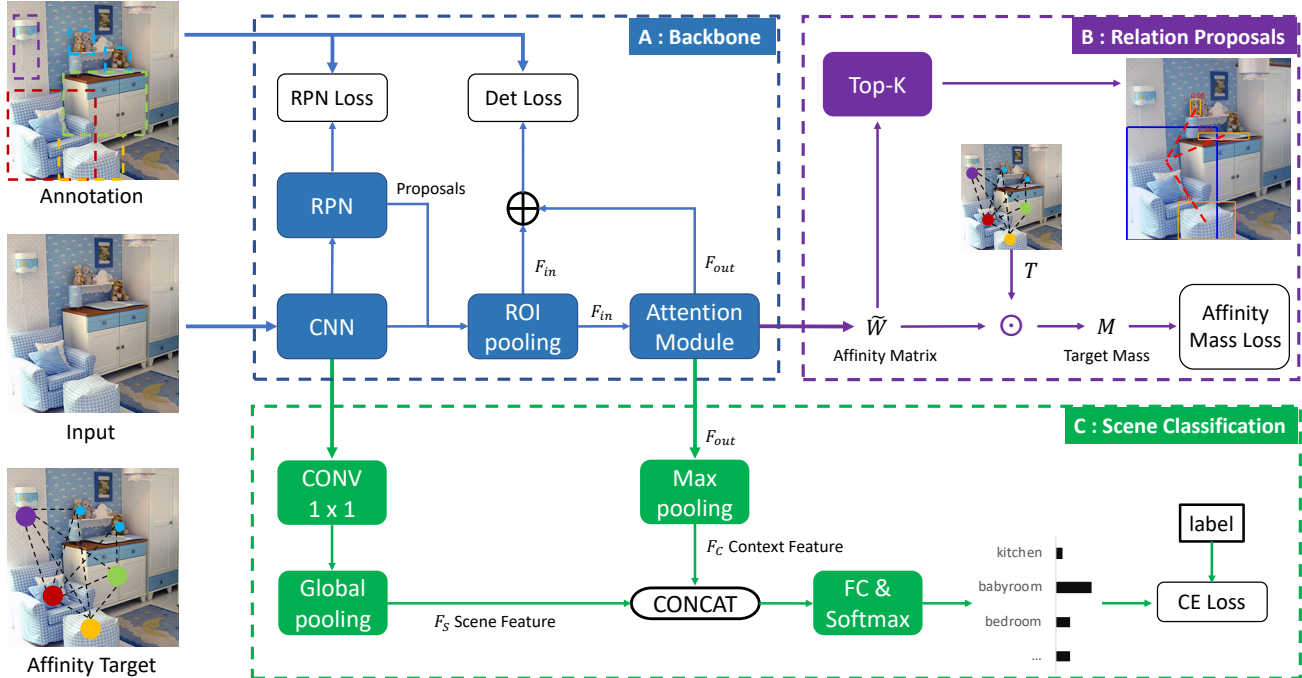 A : Backbone
B : Relation Proposals
RPN Loss
Det Loss
Top-K
Annotation
RPN
Proposals
F_in
F_out
T
CNN
ROI
pooling
F_in
Attention
Module
W̃
Affinity Matrix
⊙
M
Target Mass
Affinity
Mass Loss
Input
C : Scene Classification
F_out
CONV
1 x 1
Max
pooling
label
F_C Context Feature
kitchen
babyroom
bedroom
...
Global
pooling
F_S Scene Feature
CONCAT
FC &
Softmax
CE Loss
Affinity Target